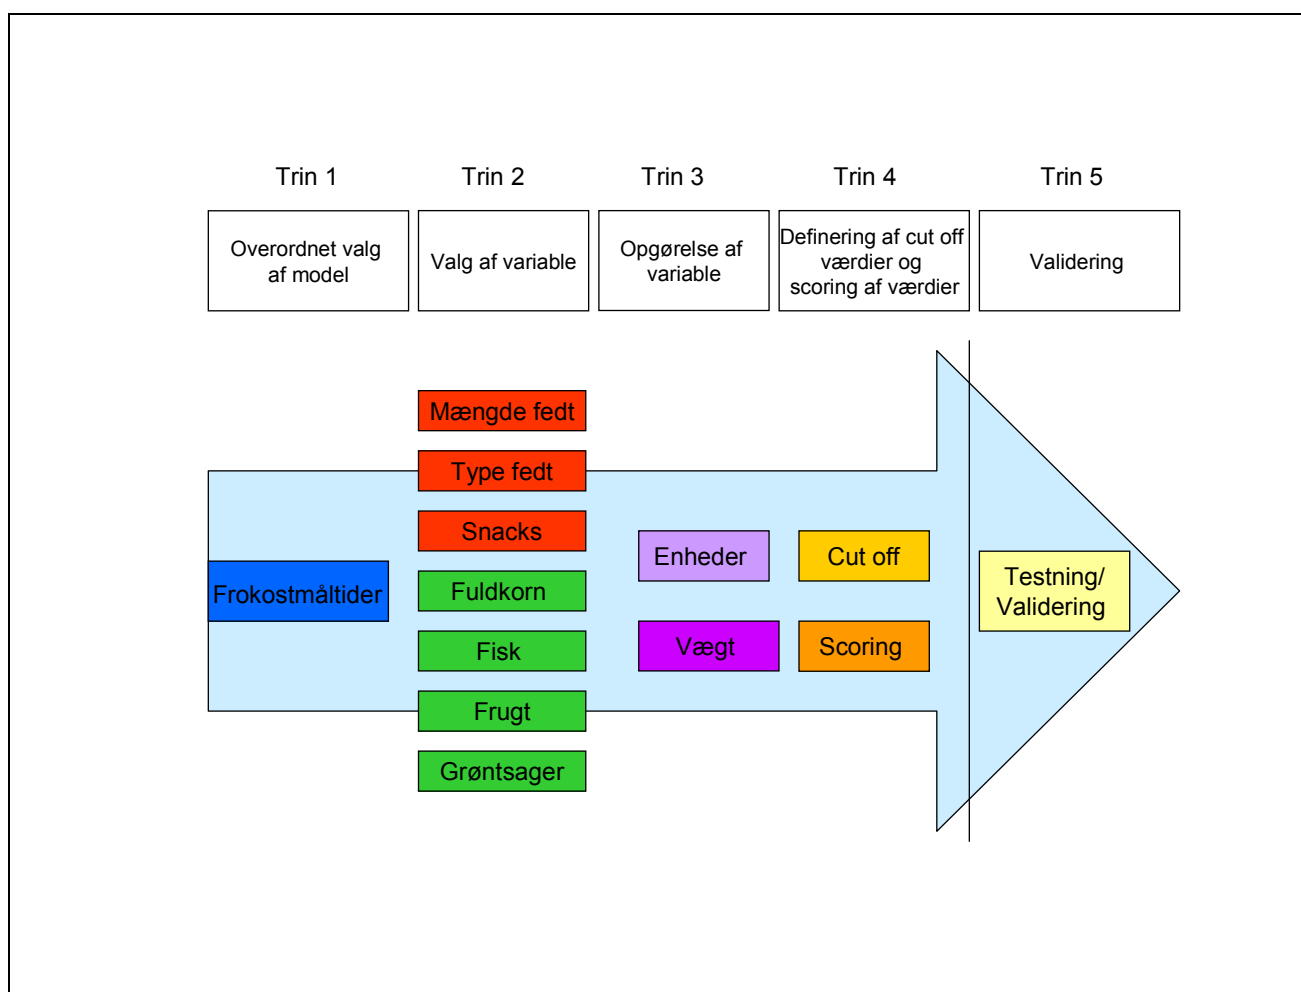 Trin 1
Trin 2
Trin 3
Trin 4
Trin 5
Overordnet valg
af model
Valg af variable
Opgørelse af
variable
Definering af cut off
værdier og
scoring af værdier
Validering
Frokostmåltider
Mængde fedt
Type fedt
Snacks
Fuldkorn
Fisk
Frugt
Grøntsager
Enheder
Vægt
Cut off
Scoring
Testning/
Validering